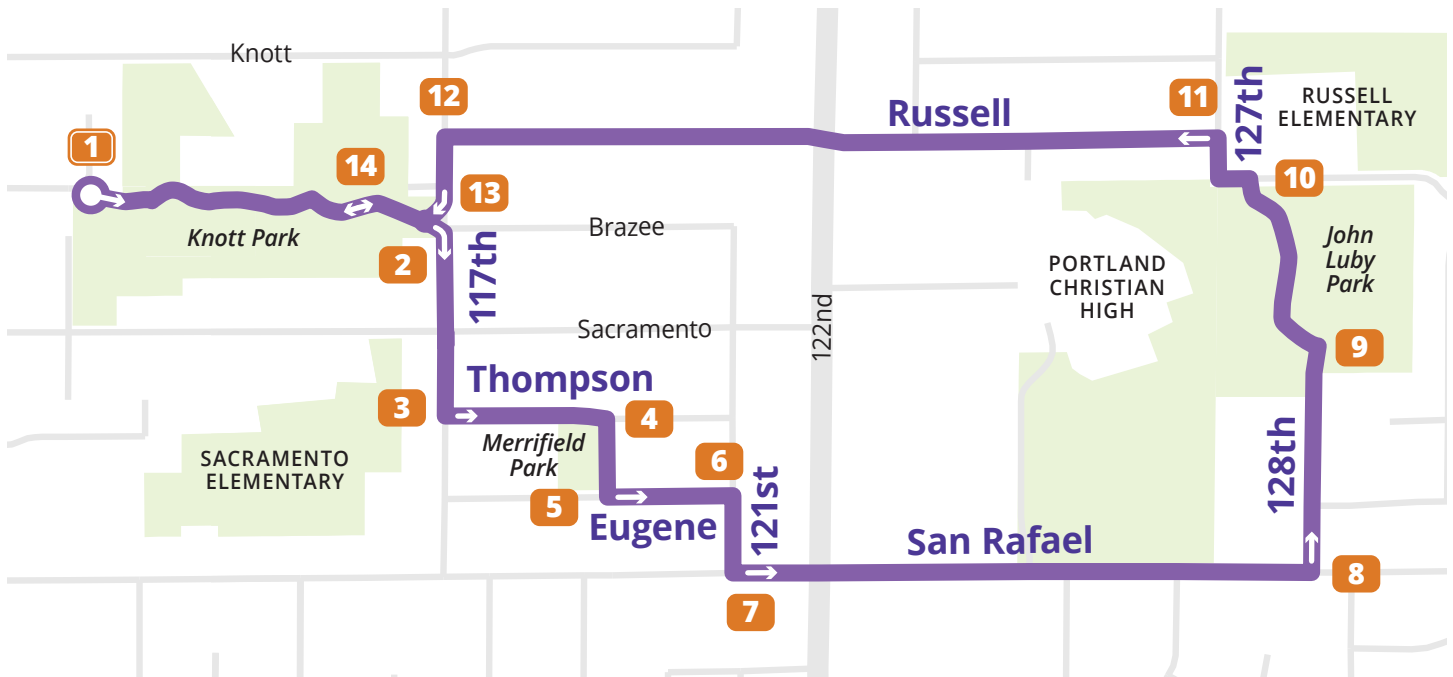 Knott
12
11
127th
RUSSELL
ELEMENTARY
Russell
1
14
13
10
Knott Park
2
117th
Brazee
John
Luby
Park
PORTLAND
CHRISTIAN
HIGH
Sacramento
122nd
9
Thompson
3
4
Merrifield
Park
SACRAMENTO
ELEMENTARY
6
5
121st
128th
Eugene
San Rafael
8
7